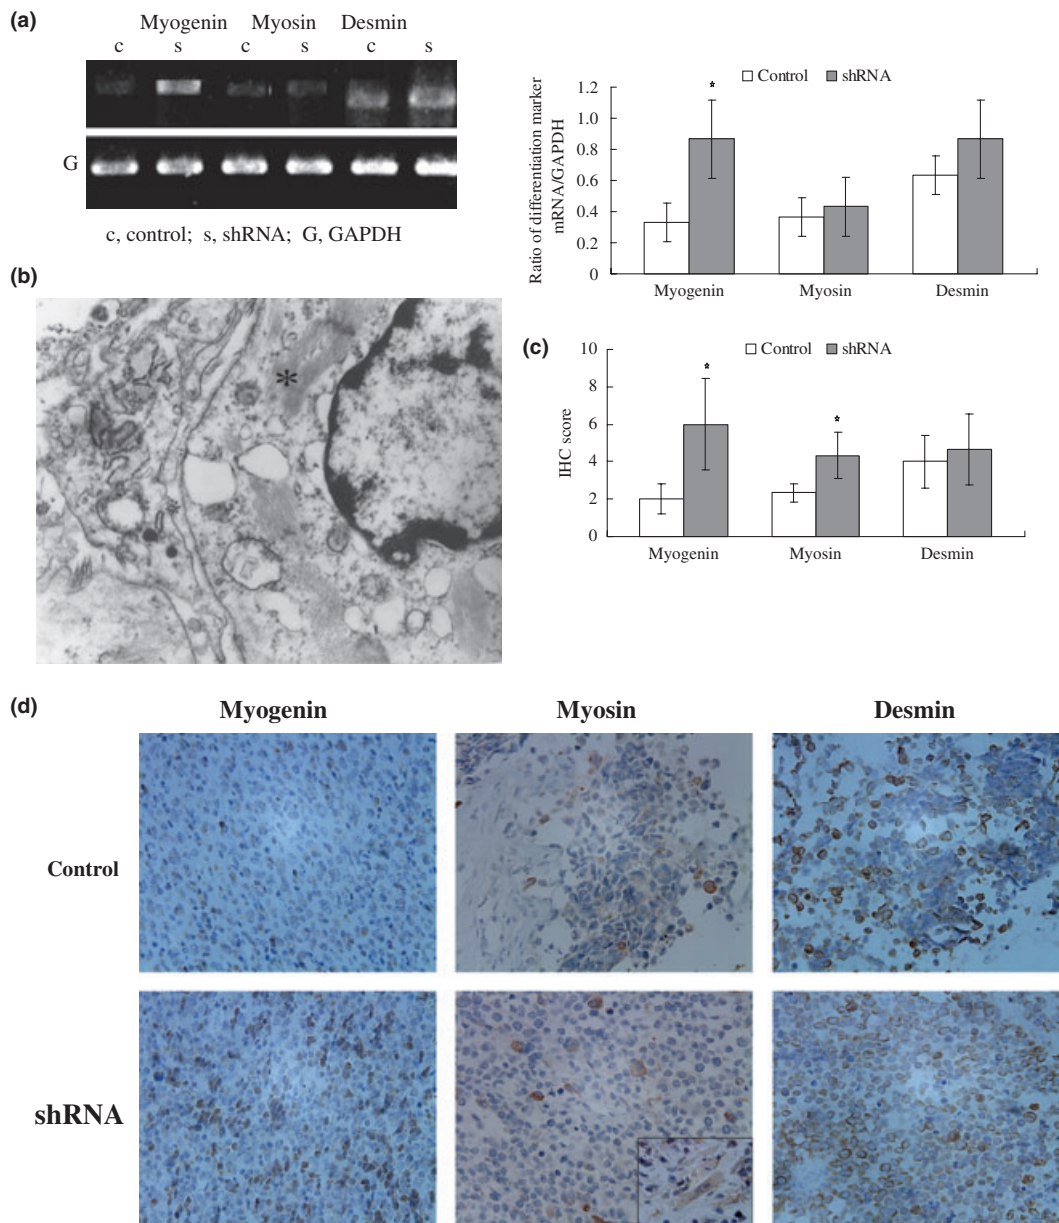 (a)
Myogenin Myosin Desmin
c s c s c s
G
c, control; s, shRNA; G, GAPDH
Control shRNA
Ratio of differentiation marker
mRNA/GAPDH
1.2
1.0
0.8
0.6
0.4
0.2
0
*
Myogenin Myosin Desmin
(b)
*
(c)
Control shRNA
IHC score
10
8
6
4
2
0
* *
Myogenin Myosin Desmin
(d)
Myogenin Myosin Desmin
Control
shRNA